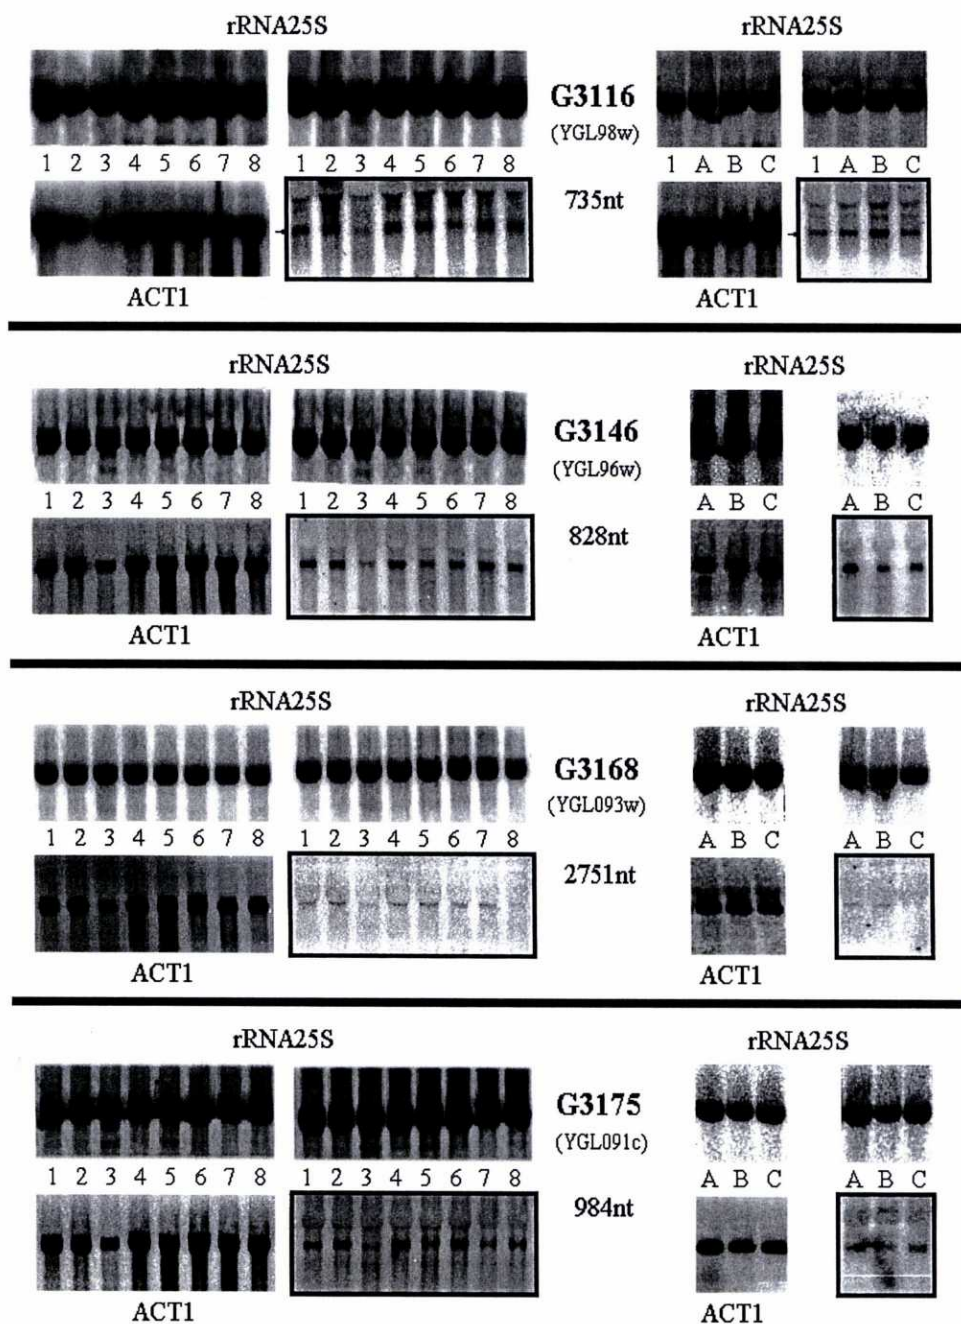 rRNA25S rRNA25S
G3116
(YGL98w)
1 2 3 4 5 6 7 8 1 2 3 4 5 6 7 8 1 A B C 1 A B C
735nt
ACT1 ACT1
rRNA25S rRNA25S
G3146
(YGL96w)
1 2 3 4 5 6 7 8 1 2 3 4 5 6 7 8 A B C A B C
828nt
ACT1 ACT1
rRNA25S rRNA25S
G3168
(YGL093w)
1 2 3 4 5 6 7 8 1 2 3 4 5 6 7 8 A B C A B C
2751nt
ACT1 ACT1
rRNA25S rRNA25S
G3175
(YGL091c)
1 2 3 4 5 6 7 8 1 2 3 4 5 6 7 8 A B C A B C
984nt
ACT1 ACT1